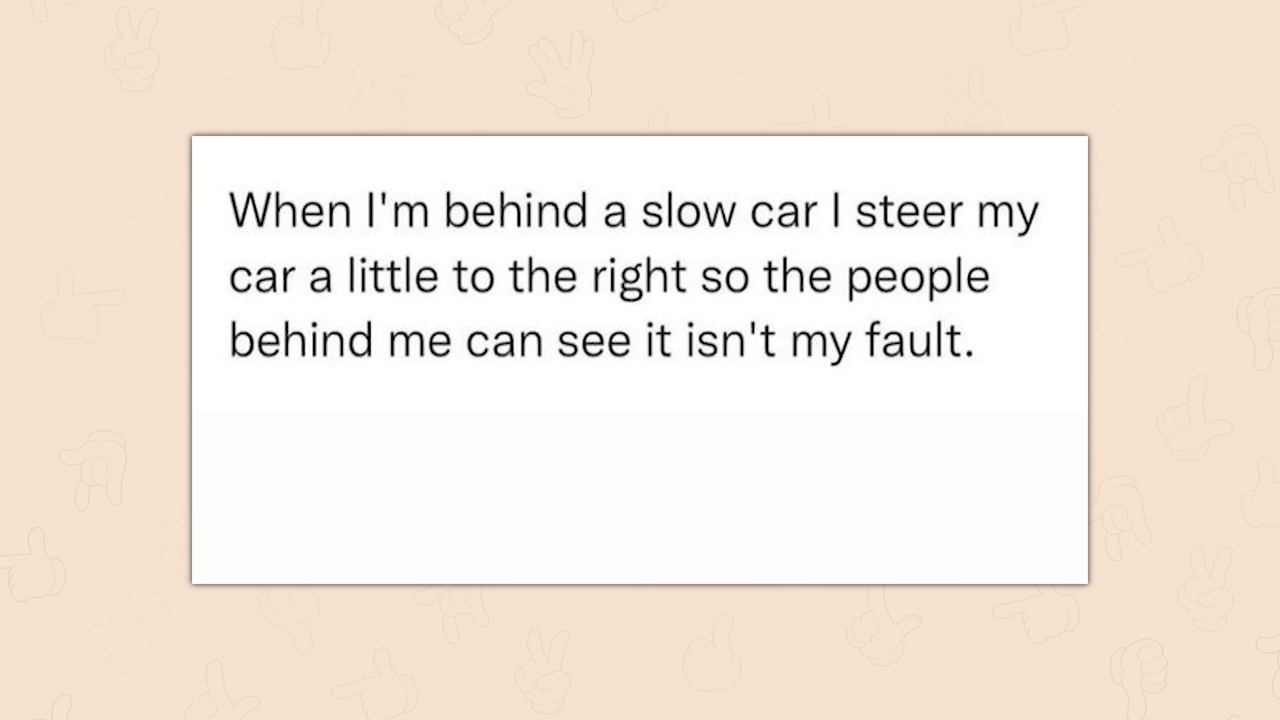 When I'm behind a slow car I steer my
car a little to the right so the people
behind me can see it isn't my fault.